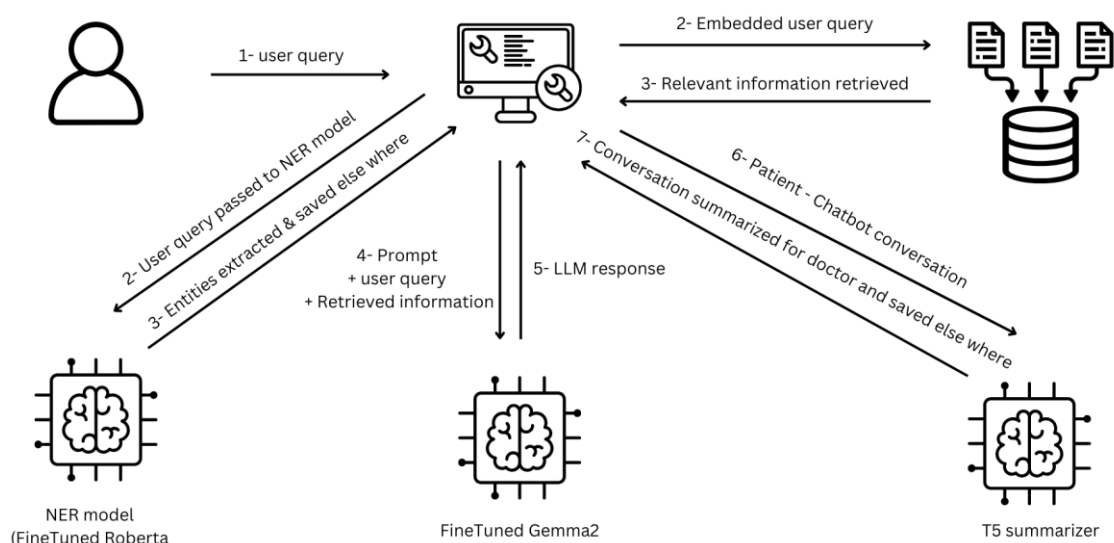 1- user query
2- Embedded user query
3- Relevant information retrieved
2- User query passed to NER model
3- Entities extracted & saved else where
4- Prompt
+ user query
+ Retrieved information
5- LLM response
6- Patient - Chatbot conversation
7- Conversation summarized for doctor and saved else where
NER model
(FineTuned Roberta
FineTuned Gemma2
T5 summarizer